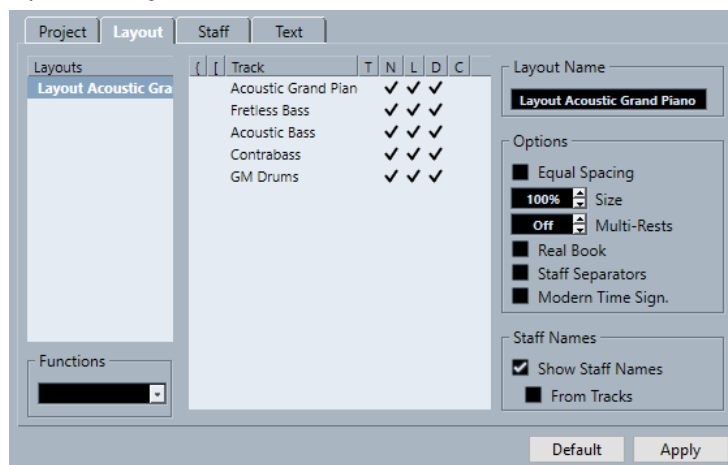 Project Layout Staff Text
Layouts
Layout Acoustic Gra
{ [ Track T N L D C
Acoustic Grand Pian
Fretless Bass
Acoustic Bass
Contrabass
GM Drums
Layout Name
Layout Acoustic Grand Piano
Options
Equal Spacing
100% Size
Off Multi-Rests
Real Book
Staff Separators
Modern Time Sign.
Functions
Staff Names
Show Staff Names
From Tracks
Default Apply